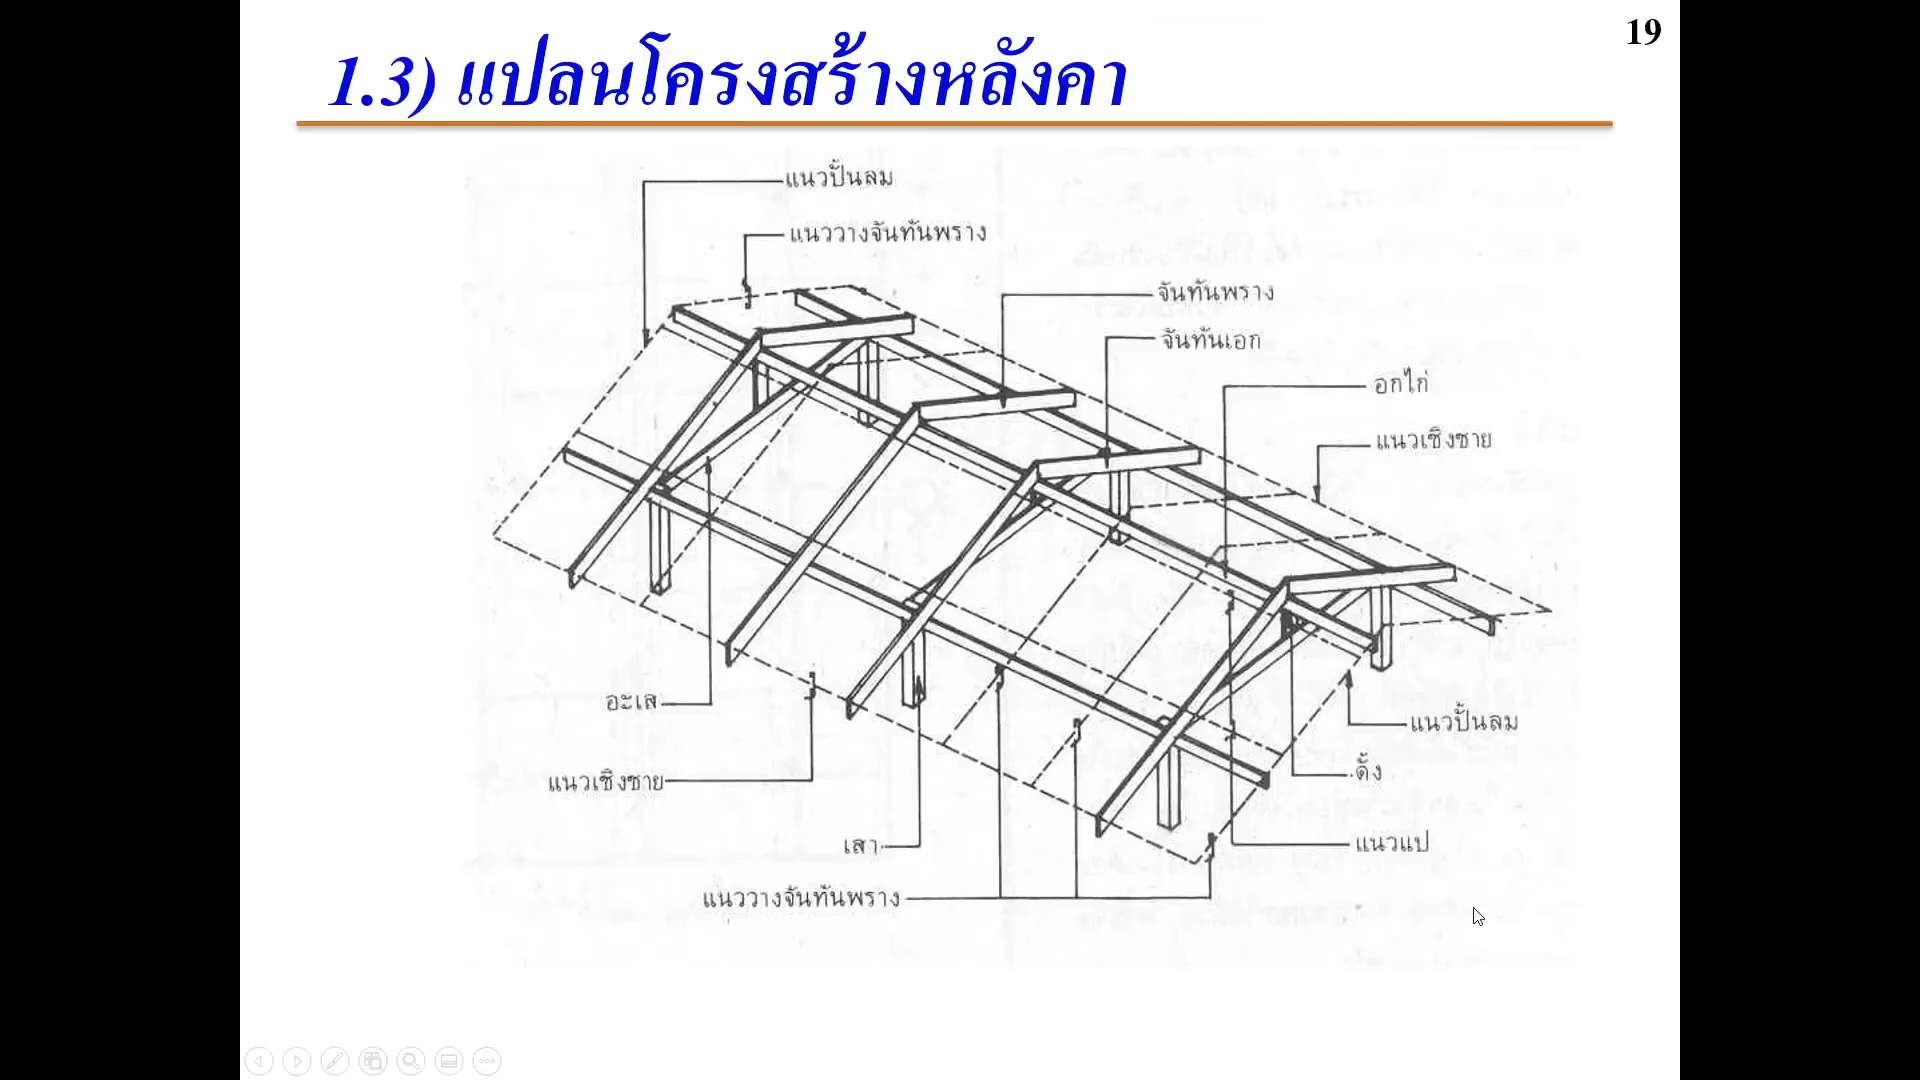 19
1.3) แปลนโครงสร้างหลังคา
แนวปั้นลม
แนววางจันทันพราง
จันทันพราง
จันทันเอก
อกไก่
แนวเชิงชาย
อะเส
แนวปั้นลม
ดั้ง
แนวเชิงชาย
เสา
แนวแป
แนววางจันทันพราง